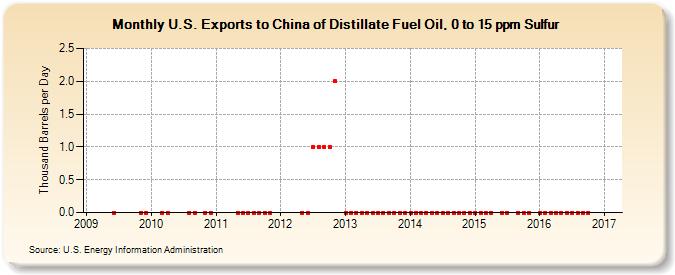 Monthly U.S. Exports to China of Distillate Fuel Oil, 0 to 15 ppm Sulfur
Thousand Barrels per Day
2.5
2.0
1.5
1.0
0.5
0.0
2009 2010 2011 2012 2013 2014 2015 2016 2017
Source: U.S. Energy Information Administration